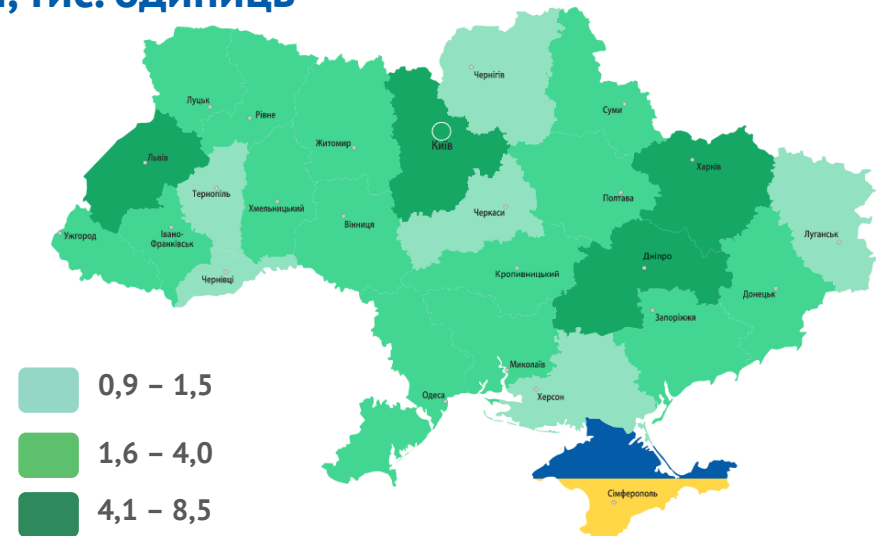 , тис. одиниць
Чернігів
Луцьк
Рівне
Суми
Житомир
Київ
Львів
Харків
Тернопіль
Хмельницький
Полтава
Черкаси
Вінниця
Ужгород
Івано-
Франківськ
Луганськ
Дніпро
Чернівці
Кропивницький
Донецьк
Запоріжжя
Миколаїв
Одеса
Херсон
0,9 – 1,5
1,6 – 4,0
4,1 – 8,5
Сімферополь